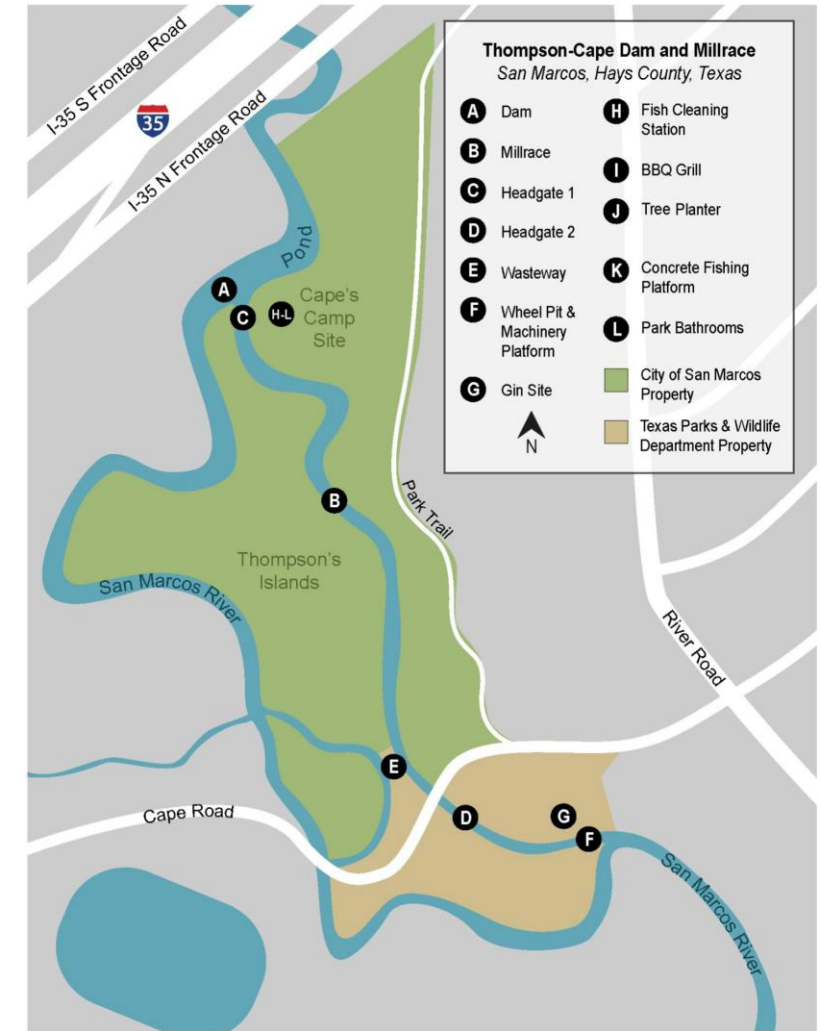 I-35 S Frontage Road
35
I-35 N Frontage Road
Thompson-Cape Dam and Millrace
San Marcos, Hays County, Texas
A Dam
B Millrace
C Headgate 1
D Headgate 2
E Wasteway
F Wheel Pit &
Machinery
Platform
G Gin Site
N
H Fish Cleaning
Station
I BBQ Grill
J Tree Planter
K Concrete Fishing
Platform
L Park Bathrooms
City of San Marcos
Property
Texas Parks & Wildlife
Department Property
Pond
A
C
H-L
Cape's
Camp
Site
B
Park Trail
Thompson's
Islands
San Marcos River
River Road
E
Cape Road
D
G
F
San Marcos River